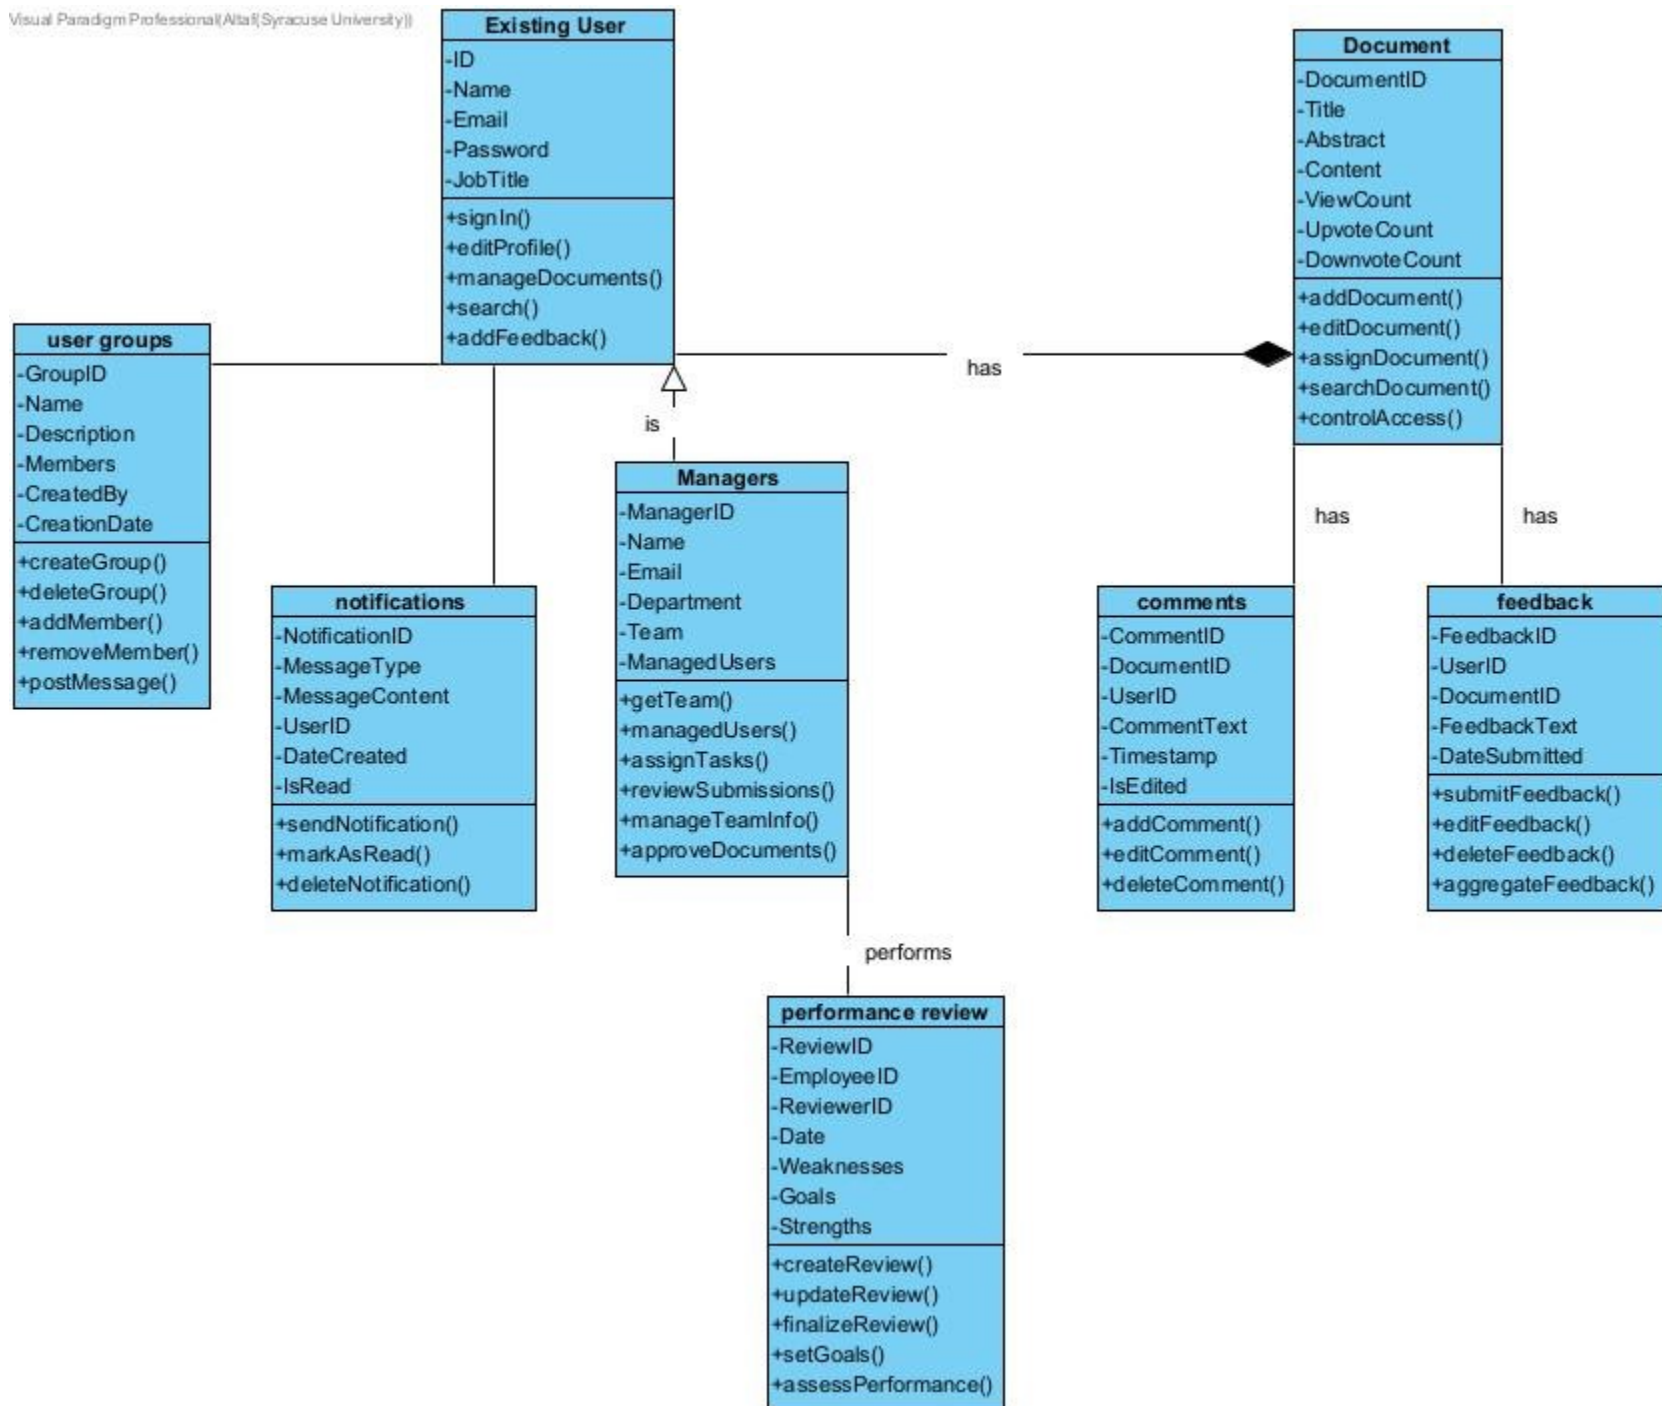 Visual Paradigm Professional(Altaf(Syracuse University))
Existing User
-ID
-Name
-Email
-Password
-JobTitle
+signIn()
+editProfile()
+manageDocuments()
+search()
+addFeedback()
Document
-DocumentID
-Title
-Abstract
-Content
-ViewCount
-UpvoteCount
-DownvoteCount
+addDocument()
+editDocument()
+assignDocument()
+searchDocument()
+controlAccess()
has
is
user groups
-GroupID
-Name
-Description
-Members
-CreatedBy
-CreationDate
+createGroup()
+deleteGroup()
+addMember()
+removeMember()
+postMessage()
notifications
-NotificationID
-MessageType
-MessageContent
-UserID
-DateCreated
-IsRead
+sendNotification()
+markAsRead()
+deleteNotification()
Managers
-ManagerID
-Name
-Email
-Department
-Team
-ManagedUsers
+getTeam()
+managedUsers()
+assignTasks()
+reviewSubmissions()
+manageTeamInfo()
+approveDocuments()
has
has
comments
-CommentID
-DocumentID
-UserID
-CommentText
-Timestamp
-IsEdited
+addComment()
+editComment()
+deleteComment()
feedback
-FeedbackID
-UserID
-DocumentID
-FeedbackText
-DateSubmitted
+submitFeedback()
+editFeedback()
+deleteFeedback()
+aggregateFeedback()
performs
performance review
-ReviewID
-EmployeeID
-ReviewerID
-Date
-Weaknesses
-Goals
-Strengths
+createReview()
+updateReview()
+finalizeReview()
+setGoals()
+assessPerformance()